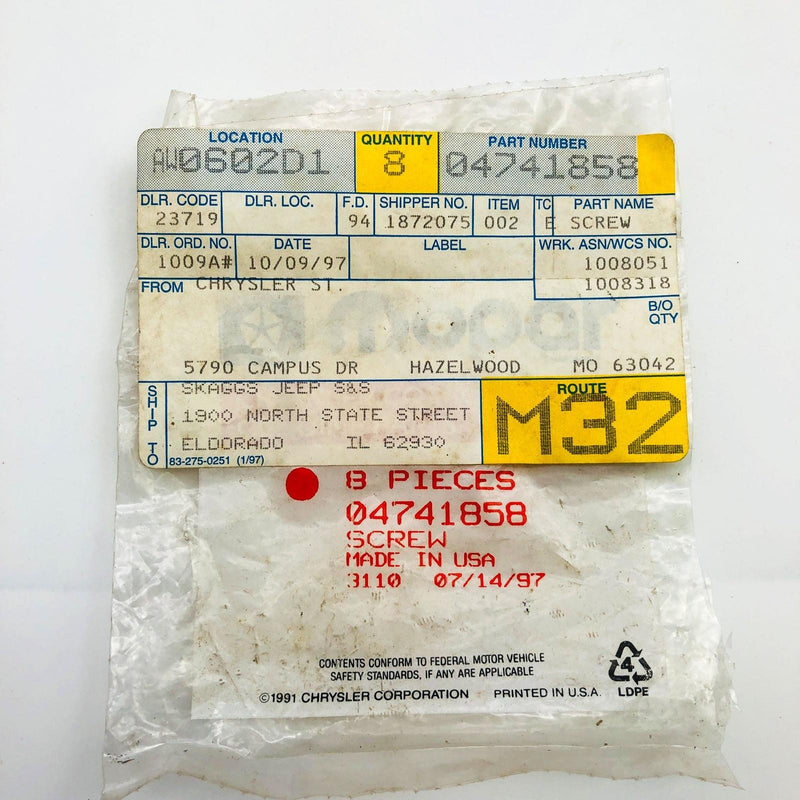 LOCATION QUANTITY PART NUMBER
AW0602D1 8 04741858
DLR. CODE DLR. LOC. F.D. SHIPPER NO. ITEM TC PART NAME
23719 94 1872075 002 E SCREW
DLR. ORD. NO. DATE LABEL WRK. ASN/WCS NO.
1009A# 10/09/97 1008051
FROM CHRYSLER ST. 1008318
B/O
QTY
mopar
5790 CAMPUS DR HAZELWOOD MO 63042
SHIP TO
SKAGGS JEEP S&S
1900 NORTH STATE STREET
ELDORADO IL 62930
ROUTE
M32
83-275-0251 (1/97)
8 PIECES
04741858
SCREW
MADE IN USA
3110 07/14/97
CONTENTS CONFORM TO FEDERAL MOTOR VEHICLE
SAFETY STANDARDS, IF ANY ARE APPLICABLE
©1991 CHRYSLER CORPORATION PRINTED IN U.S.A.
4
LDPE